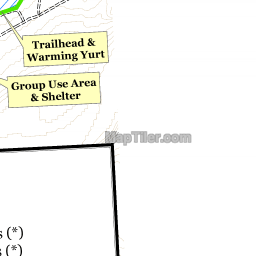 Trailhead &
Warming Yurt
Group Use Area
& Shelter
MapTiler.com
s (*)
s (*)